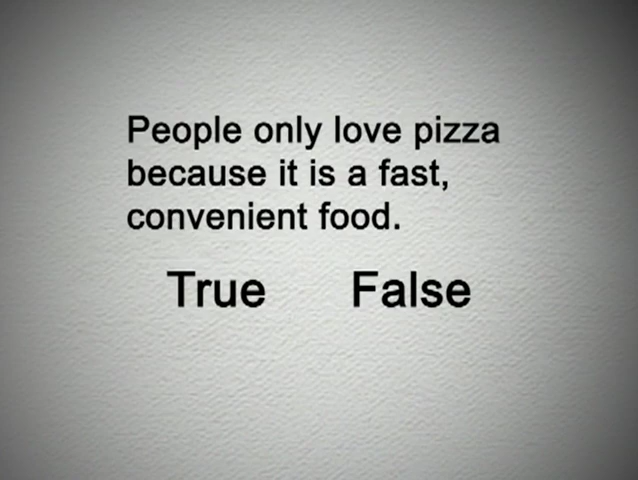 People only love pizza
because it is a fast,
convenient food.
True False